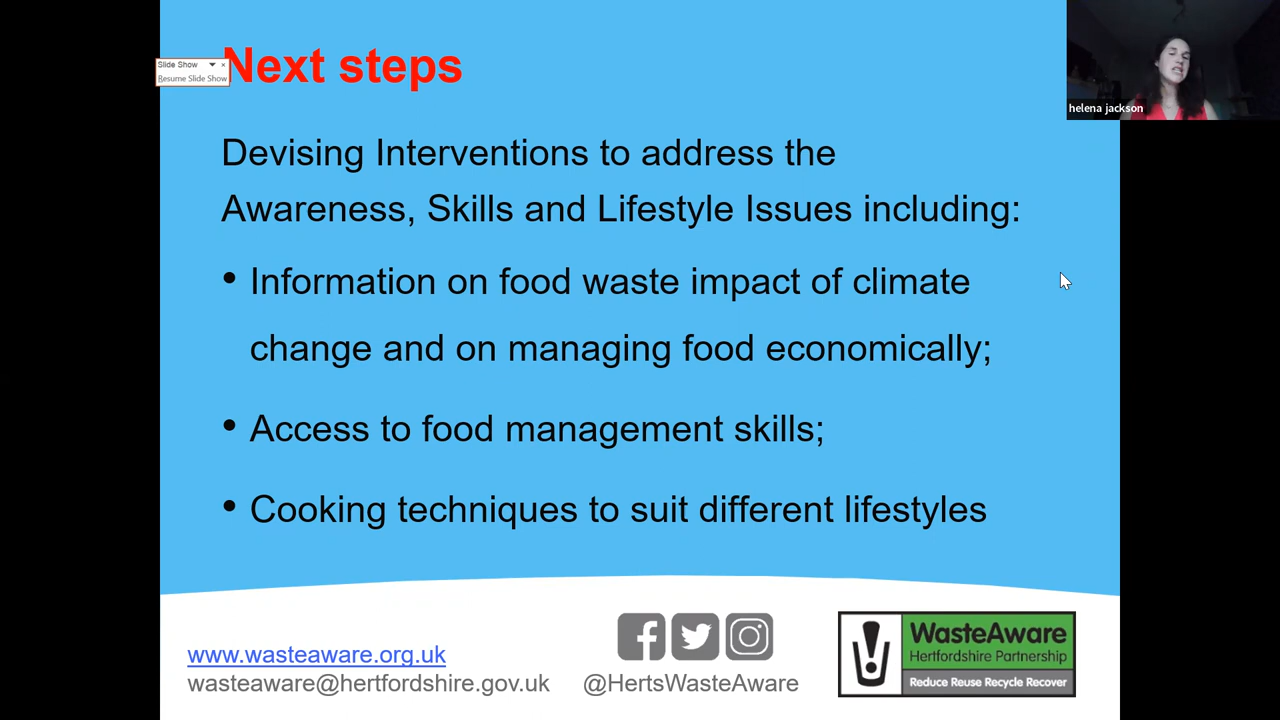 Next steps
Slide Show
Resume Slide Show
helena jackson
Devising Interventions to address the
Awareness, Skills and Lifestyle Issues including:
• Information on food waste impact of climate
change and on managing food economically;
• Access to food management skills;
• Cooking techniques to suit different lifestyles
www.wasteaware.org.uk
wasteaware@hertfordshire.gov.uk
@HertsWasteAware
WasteAware
Hertfordshire Partnership
Reduce Reuse Recycle Recover